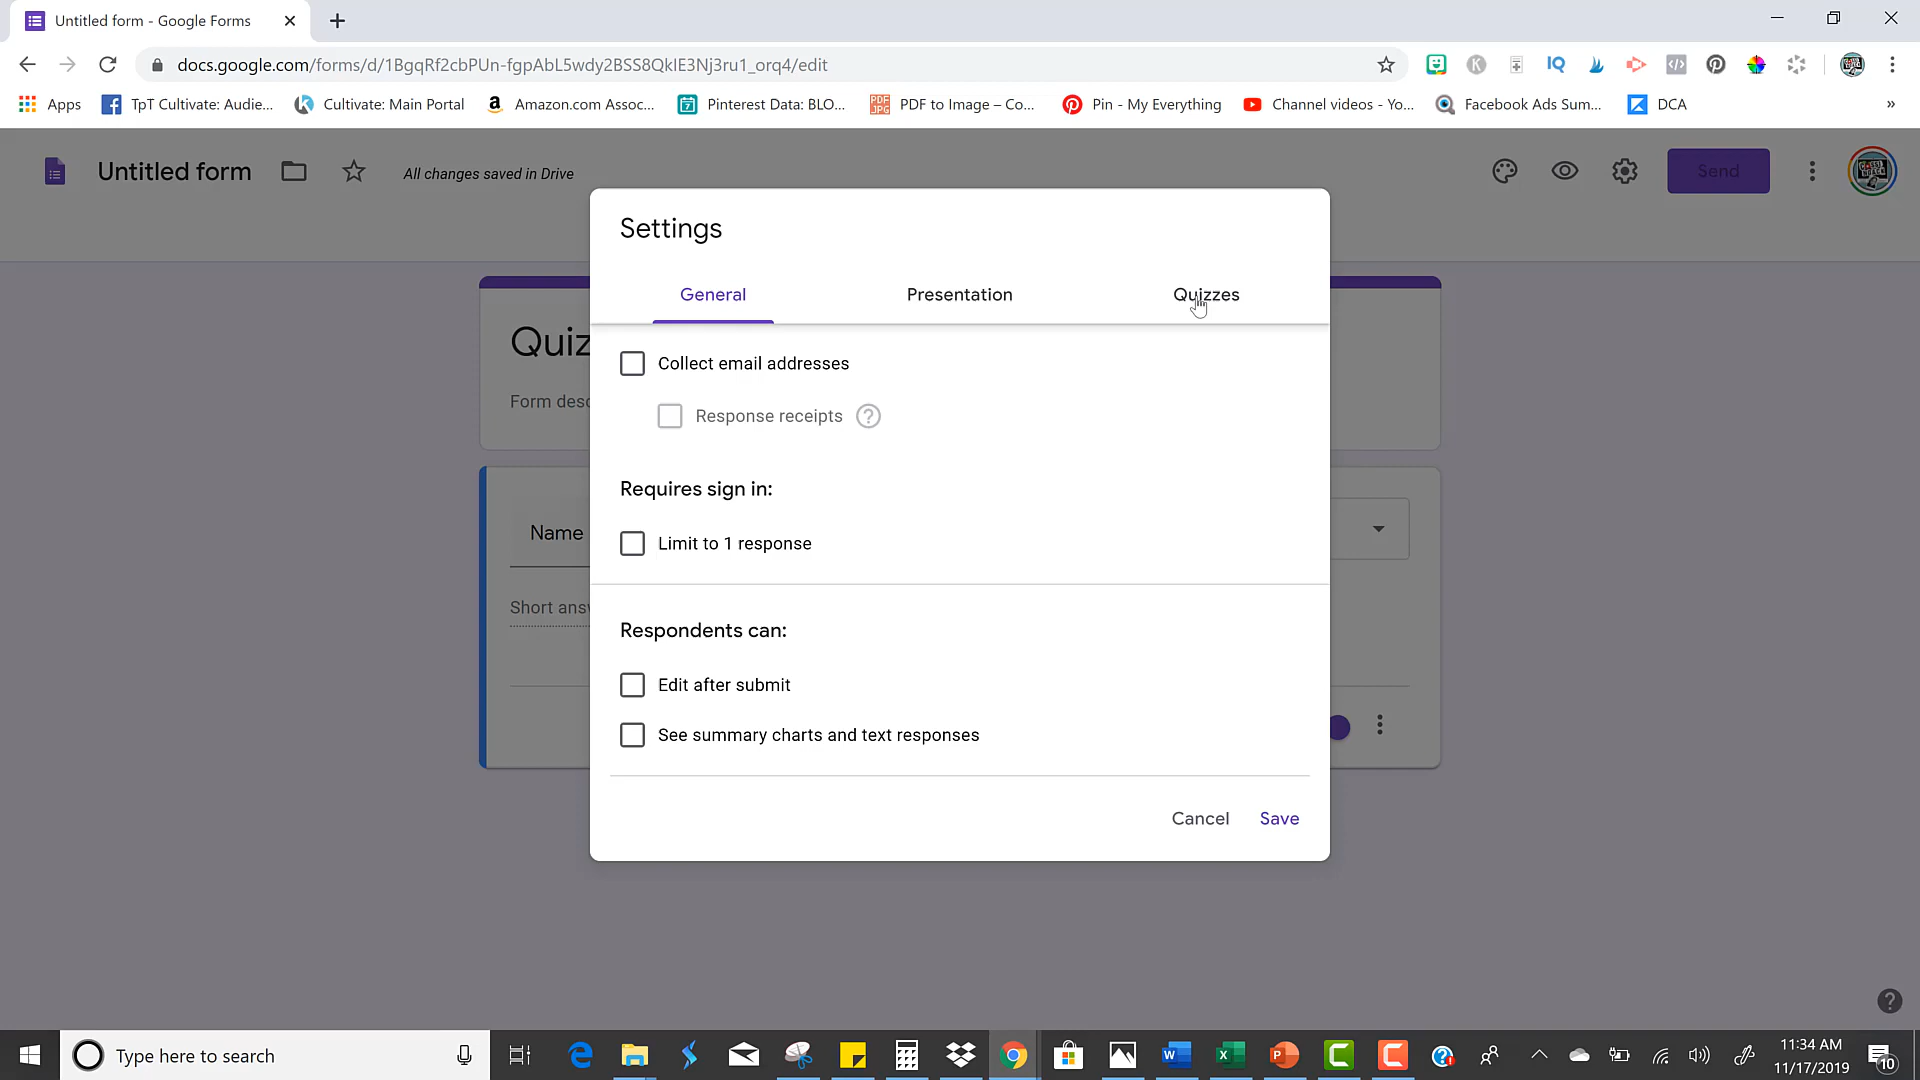 Untitled form - Google Forms
docs.google.com/forms/d/1BgqRf2cbPUn-fgpAbL5wdy2BSS8QkIE3Nj3ru1_orq4/edit
Apps TpT Cultivate: Audie... Cultivate: Main Portal Amazon.com Assoc... Pinterest Data: BLO... PDF to Image – Co... Pin - My Everything Channel videos - Yo... Facebook Ads Sum... DCA »
Untitled form All changes saved in Drive Send
Settings
General Presentation Quizzes
Quiz
Collect email addresses
Form desc
Response receipts
Requires sign in:
Name
Limit to 1 response
Short ans
Respondents can:
Edit after submit
See summary charts and text responses
Cancel Save
Type here to search
11:34 AM
11/17/2019
10